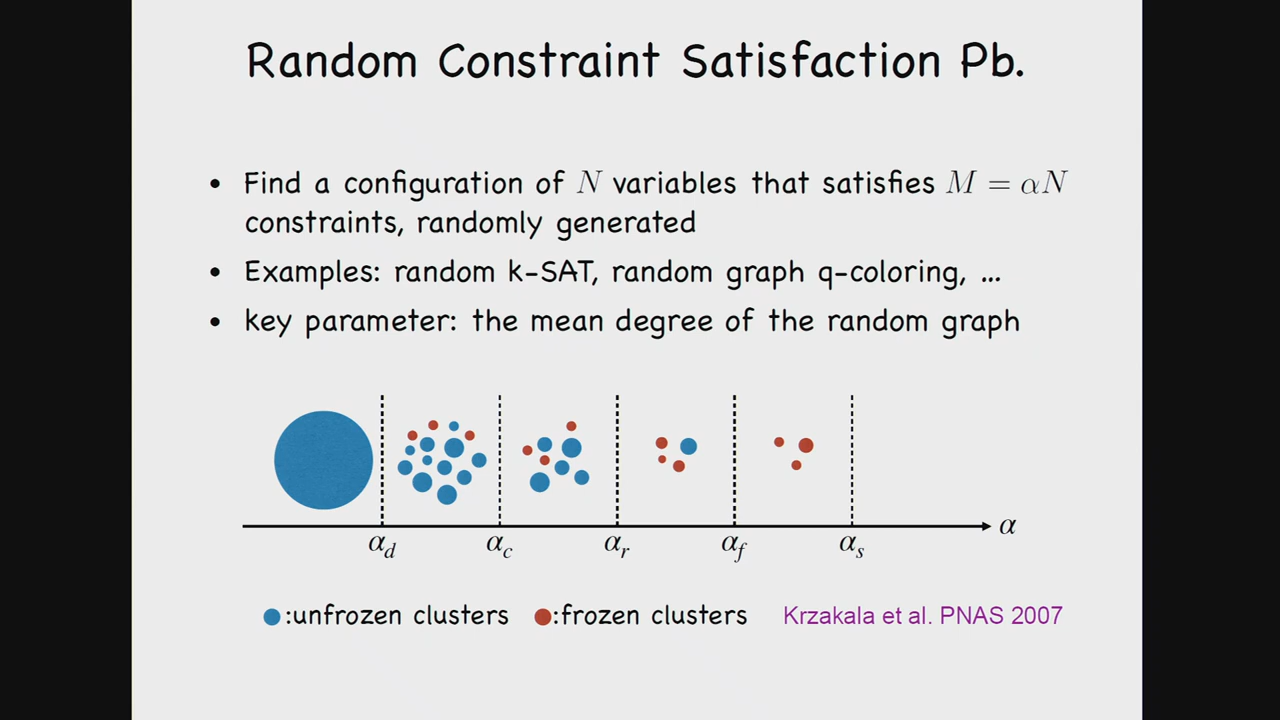 Random Constraint Satisfaction Pb.
• Find a configuration of N variables that satisfies M = αN
constraints, randomly generated
• Examples: random k-SAT, random graph q-coloring, ...
• key parameter: the mean degree of the random graph
α
α_d α_c α_r α_f α_s
:unfrozen clusters :frozen clusters Krzakala et al. PNAS 2007